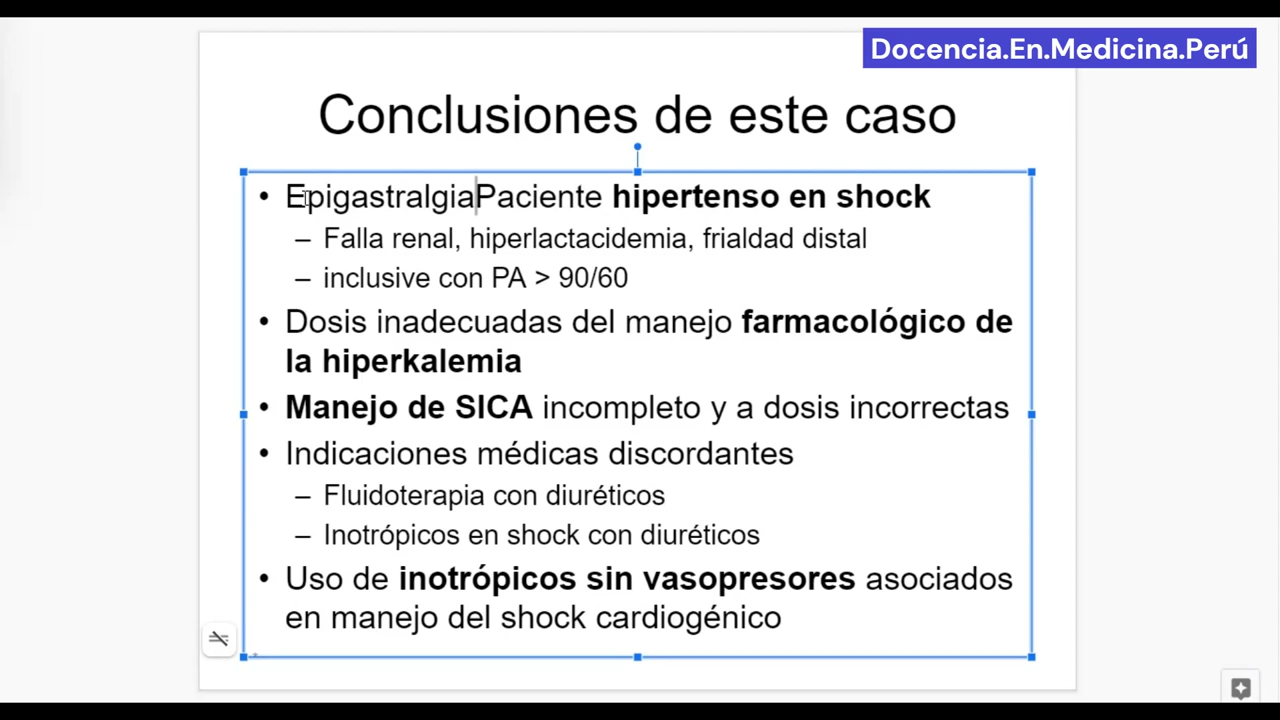 Docencia.En.Medicina.Perú
Conclusiones de este caso
• EpigastralgiaPaciente hipertenso en shock
– Falla renal, hiperlactacidemia, frialdad distal
– inclusive con PA > 90/60
• Dosis inadecuadas del manejo farmacológico de
la hiperkalemia
• Manejo de SICA incompleto y a dosis incorrectas
• Indicaciones médicas discordantes
– Fluidoterapia con diuréticos
– Inotrópicos en shock con diuréticos
• Uso de inotrópicos sin vasopresores asociados
en manejo del shock cardiogénico